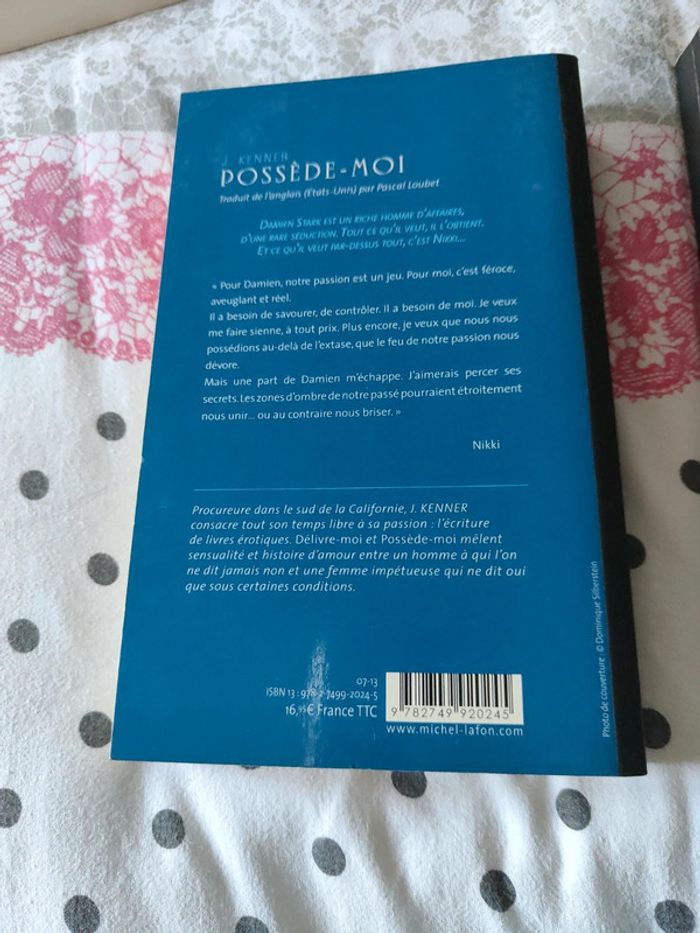 J. KENNER
POSSÈDE-MOI
Traduit de l'anglais (États-Unis) par Pascal Loubet
DAMIEN STARK EST UN RICHE HOMME D'AFFAIRES,
D'UNE RARE SÉDUCTION. TOUT CE QU'IL VEUT, IL L'OBTIENT.
ET CE QU'IL VEUT PAR-DESSUS TOUT, C'EST NIKKI...
« Pour Damien, notre passion est un jeu. Pour moi, c'est féroce,
aveuglant et réel.
Il a besoin de savourer, de contrôler. Il a besoin de moi. Je veux
me faire sienne, à tout prix. Plus encore, je veux que nous nous
possédions au-delà de l'extase, que le feu de notre passion nous
dévore.
Mais une part de Damien m'échappe. J'aimerais percer ses
secrets. Les zones d'ombre de notre passé pourraient étroitement
nous unir... ou au contraire nous briser. »
Nikki
Procureure dans le sud de la Californie, J. KENNER
consacre tout son temps libre à sa passion : l'écriture
de livres érotiques. Délivre-moi et Possède-moi mêlent
sensualité et histoire d'amour entre un homme à qui l'on
ne dit jamais non et une femme impétueuse qui ne dit oui
que sous certaines conditions.
07-13
ISBN 13 : 978-2-7499-2024-5
16,95 € France TTC
9 782749 920245
www.michel-lafon.com
Photo de couverture : © Dominique Silberstein